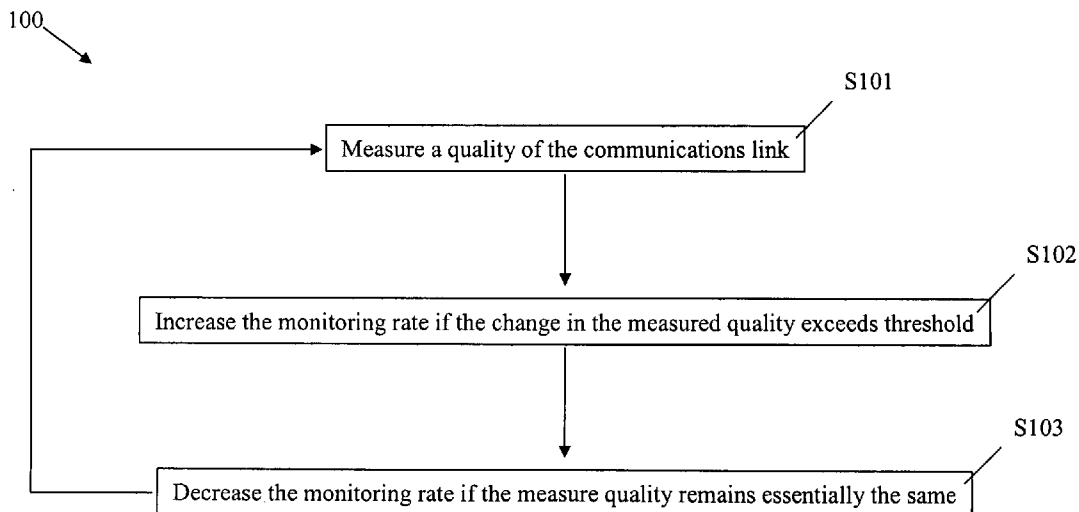 100
S101
Measure a quality of the communications link
S102
Increase the monitoring rate if the change in the measured quality exceeds threshold
S103
Decrease the monitoring rate if the measure quality remains essentially the same